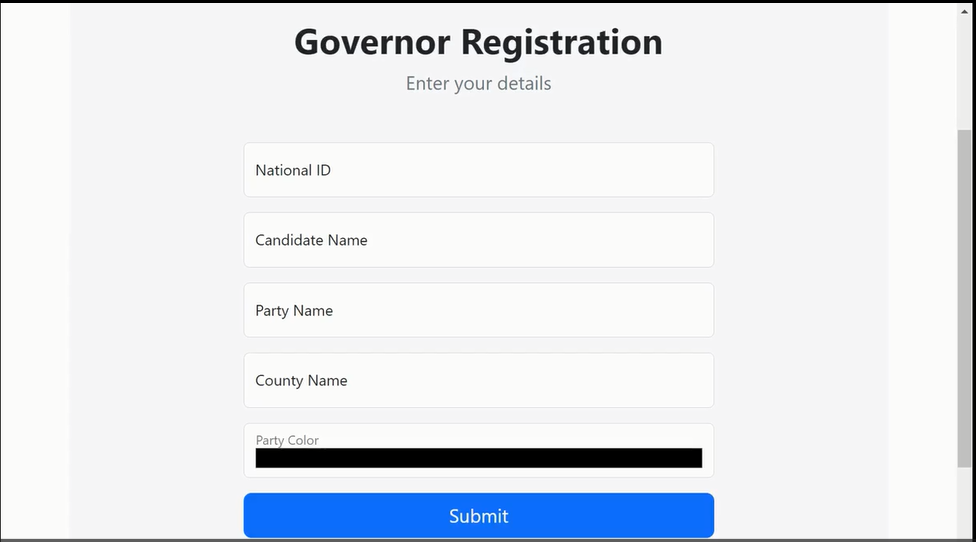 Governor Registration
Enter your details
National ID
Candidate Name
Party Name
County Name
Party Color
Submit